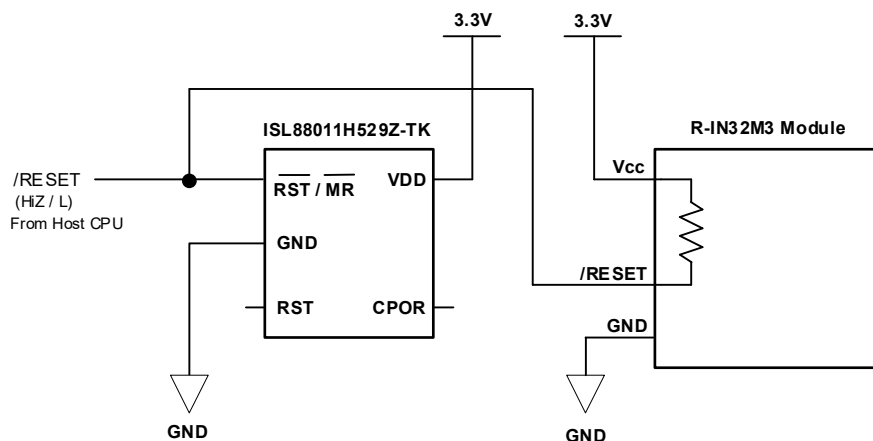 3.3V
3.3V
ISL88011H529Z-TK
R-IN32M3 Module
/RESET
(HiZ / L)
From Host CPU
RST / MR
VDD
GND
RST
CPOR
Vcc
/RESET
GND
GND
GND